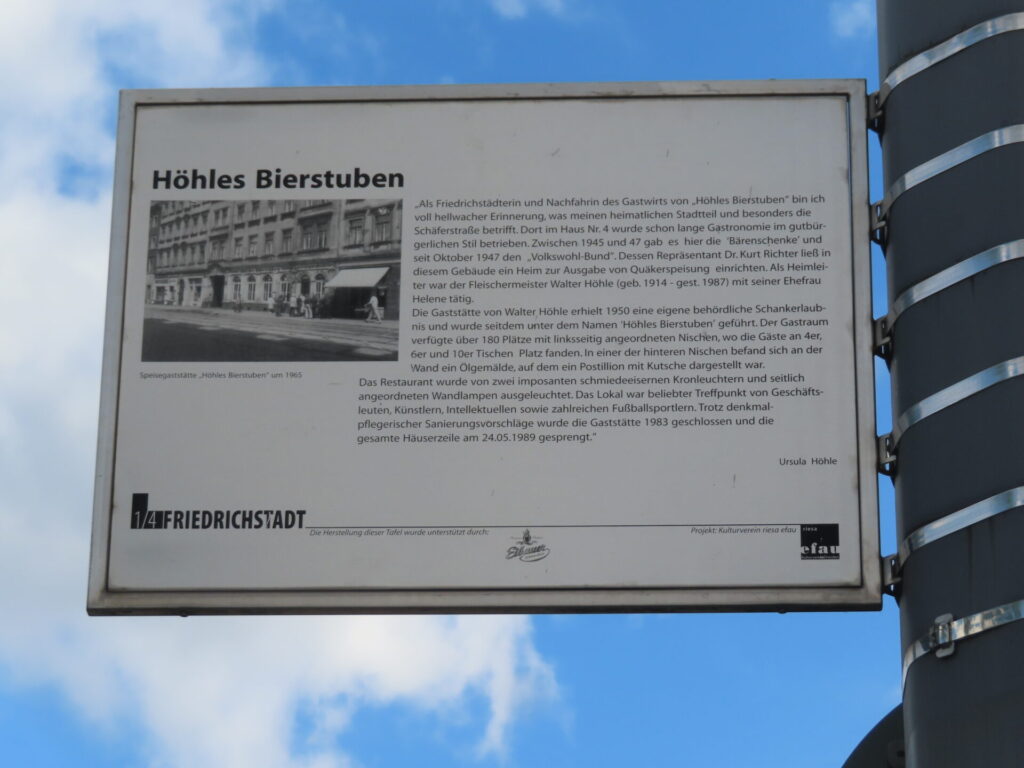 Höhles Bierstuben
„Als Friedrichstädterin und Nachfahrin des Gastwirts von „Höhles Bierstuben" bin ich
voll hellwacher Erinnerung, was meinen heimatlichen Stadtteil und besonders die
Schäferstraße betrifft. Dort im Haus Nr. 4 wurde schon lange Gastronomie im gutbür-
gerlichen Stil betrieben. Zwischen 1945 und 47 gab es hier die 'Bärenschenke' und
seit Oktober 1947 den „Volkswohl-Bund". Dessen Repräsentant Dr. Kurt Richter ließ in
diesem Gebäude ein Heim zur Ausgabe von Quäkerspeisung einrichten. Als Heimlei-
ter war der Fleischermeister Walter Höhle (geb. 1914 - gest. 1987) mit seiner Ehefrau
Helene tätig.
Die Gaststätte von Walter Höhle erhielt 1950 eine eigene behördliche Schankerlaub-
nis und wurde seitdem unter dem Namen 'Höhles Bierstuben' geführt. Der Gastraum
verfügte über 180 Plätze mit linksseitig angeordneten Nischen, wo die Gäste an 4er,
6er und 10er Tischen Platz fanden. In einer der hinteren Nischen befand sich an der
Wand ein Ölgemälde, auf dem ein Postillion mit Kutsche dargestellt war.
Das Restaurant wurde von zwei imposanten schmiedeeisernen Kronleuchtern und seitlich
angeordneten Wandlampen ausgeleuchtet. Das Lokal war beliebter Treffpunkt von Geschäfts-
leuten, Künstlern, Intellektuellen sowie zahlreichen Fußballsportlern. Trotz denkmal-
pflegerischer Sanierungsvorschläge wurde die Gaststätte 1983 geschlossen und die
gesamte Häuserzeile am 24.05.1989 gesprengt."
Speisegaststätte „Höhles Bierstuben" um 1965
Ursula Höhle
1/4 FRIEDRICHSTADT
Die Herstellung dieser Tafel wurde unterstützt durch:
Eibauer
Projekt: Kulturverein riesa efau
riesa
efau